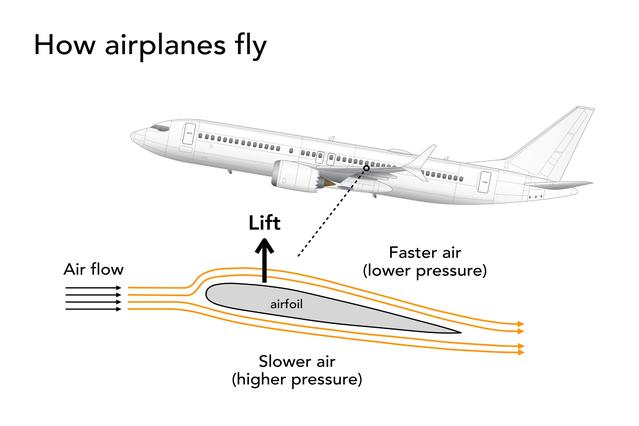 How airplanes fly
Lift
Air flow
Faster air
(lower pressure)
airfoil
Slower air
(higher pressure)